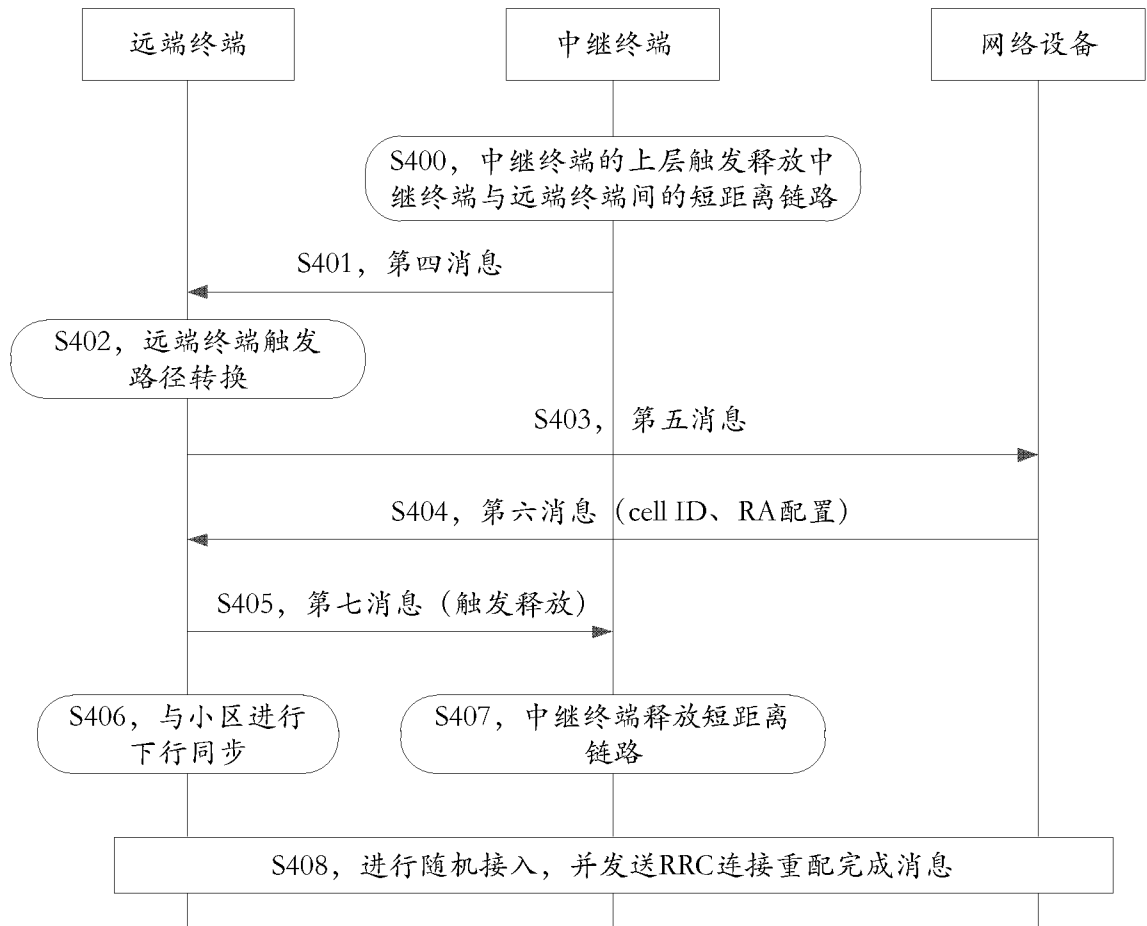 远端终端
中继终端
网络设备
S400，中继终端的上层触发释放中
继终端与远端终端间的短距离链路
S401，第四消息
S402，远端终端触发
路径转换
S403，第五消息
S404，第六消息（cell ID、RA配置）
S405，第七消息（触发释放）
S406，与小区进行
下行同步
S407，中继终端释放短距离
链路
S408，进行随机接入，并发送RRC连接重配完成消息